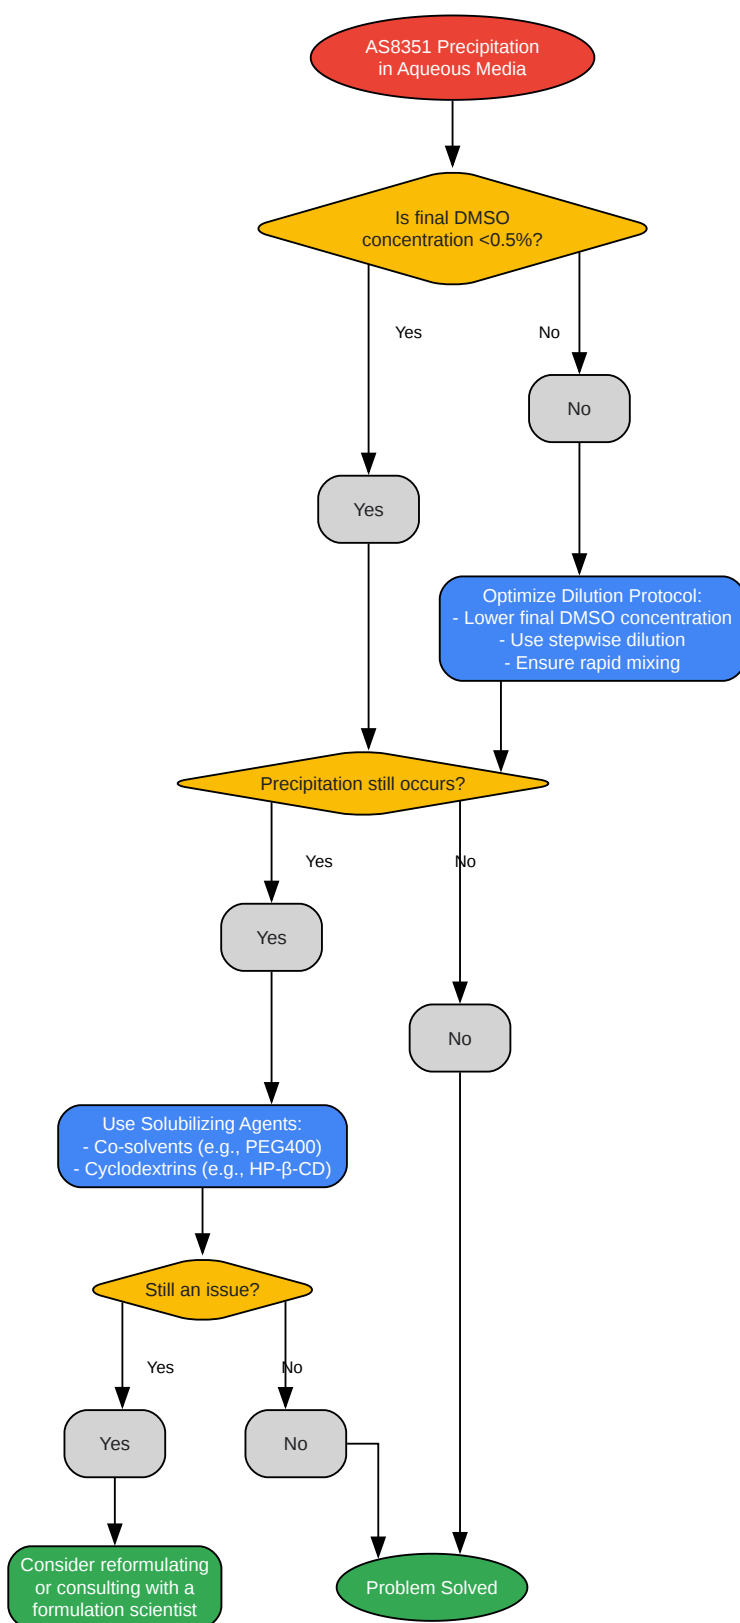 AS8351 Precipitation
in Aqueous Media
Is final DMSO
concentration <0.5%?
Yes
No
No
Yes
Optimize Dilution Protocol:
- Lower final DMSO concentration
- Use stepwise dilution
- Ensure rapid mixing
Precipitation still occurs?
Yes
No
Yes
No
Use Solubilizing Agents:
- Co-solvents (e.g., PEG400)
- Cyclodextrins (e.g., HP-β-CD)
Still an issue?
Yes
No
Yes
No
Consider reformulating
or consulting with a
formulation scientist
Problem Solved